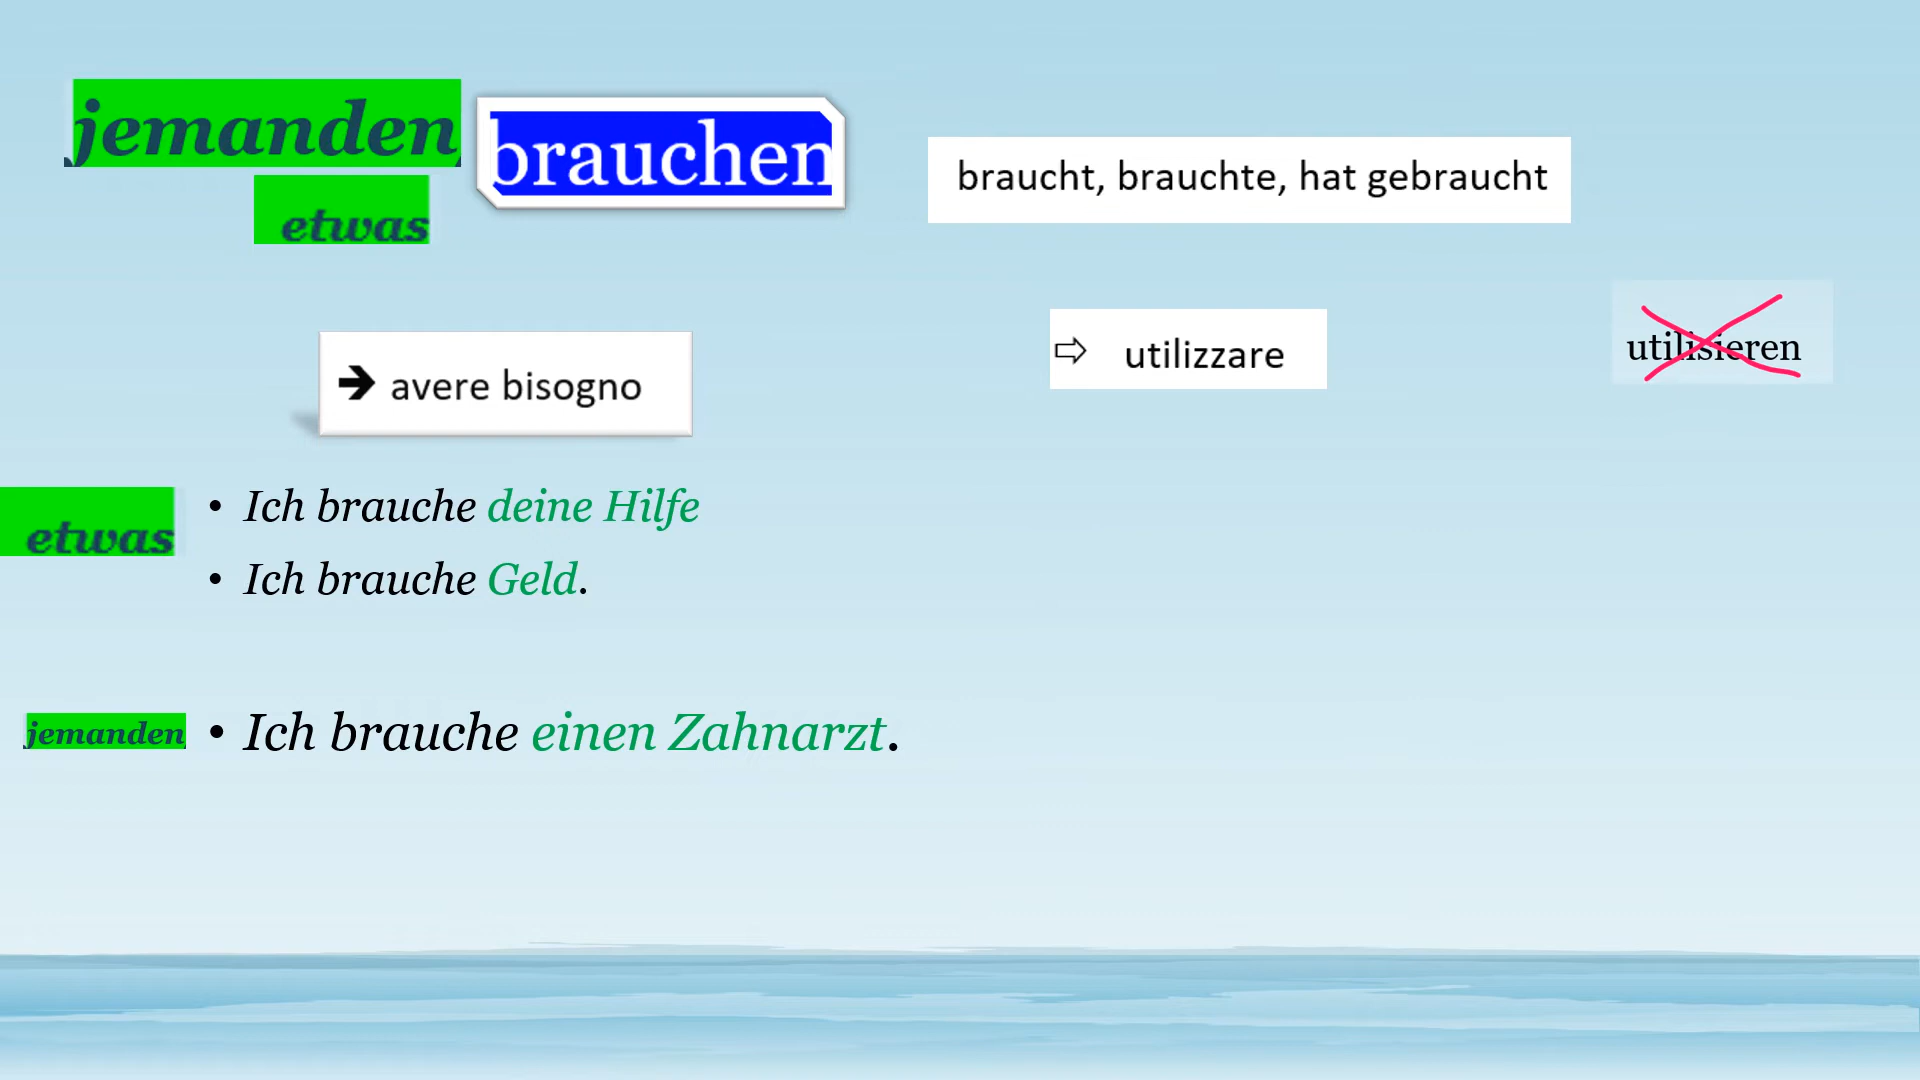 jemanden brauchen
etwas
braucht, brauchte, hat gebraucht
➔ avere bisogno
⇨ utilizzare
utilisieren
etwas
• Ich brauche deine Hilfe
• Ich brauche Geld.
jemanden
• Ich brauche einen Zahnarzt.